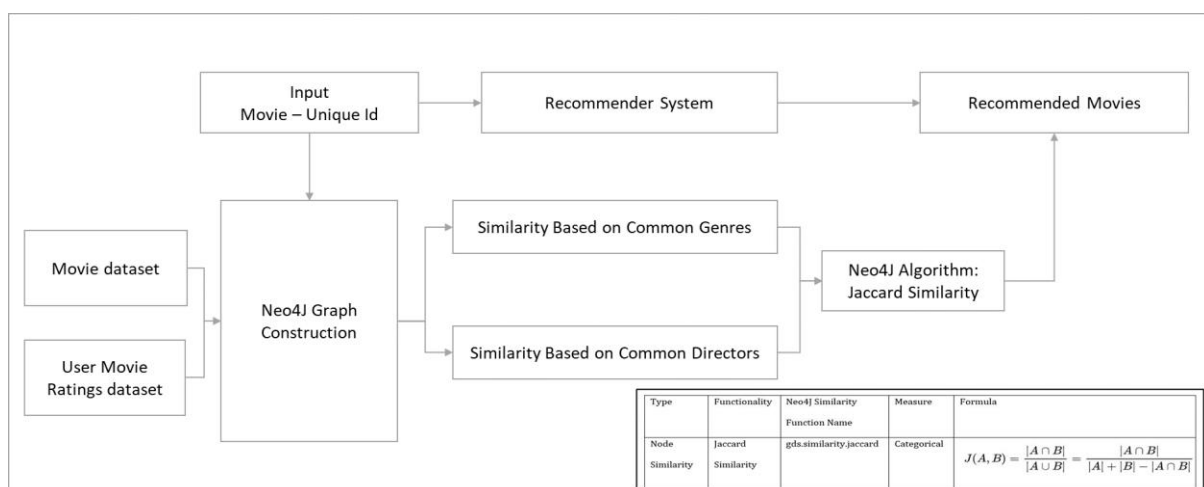 Input
Movie – Unique Id
Recommender System
Recommended Movies
Movie dataset
User Movie
Ratings dataset
Neo4J Graph
Construction
Similarity Based on Common Genres
Similarity Based on Common Directors
Neo4J Algorithm:
Jaccard Similarity
Type Functionality Neo4J Similarity Measure Formula
Function Name
Node Jaccard gds.similarity.jaccard Categorical J(A, B) = |A ∩ B| / |A ∪ B| = |A ∩ B| / |A| + |B| − |A ∩ B|
Similarity Similarity